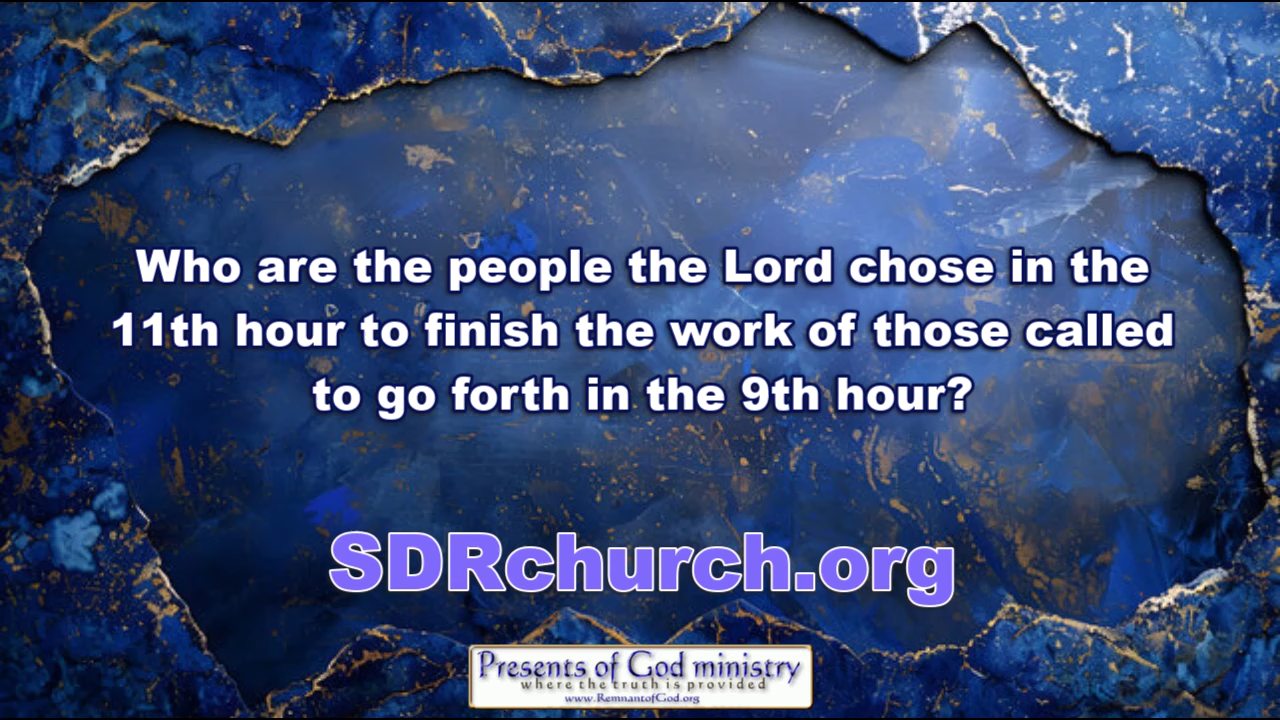 Who are the people the Lord chose in the
11th hour to finish the work of those called
to go forth in the 9th hour?
SDRchurch.org
Presents of God ministry
where the truth is provided
www.RemnantofGod.org